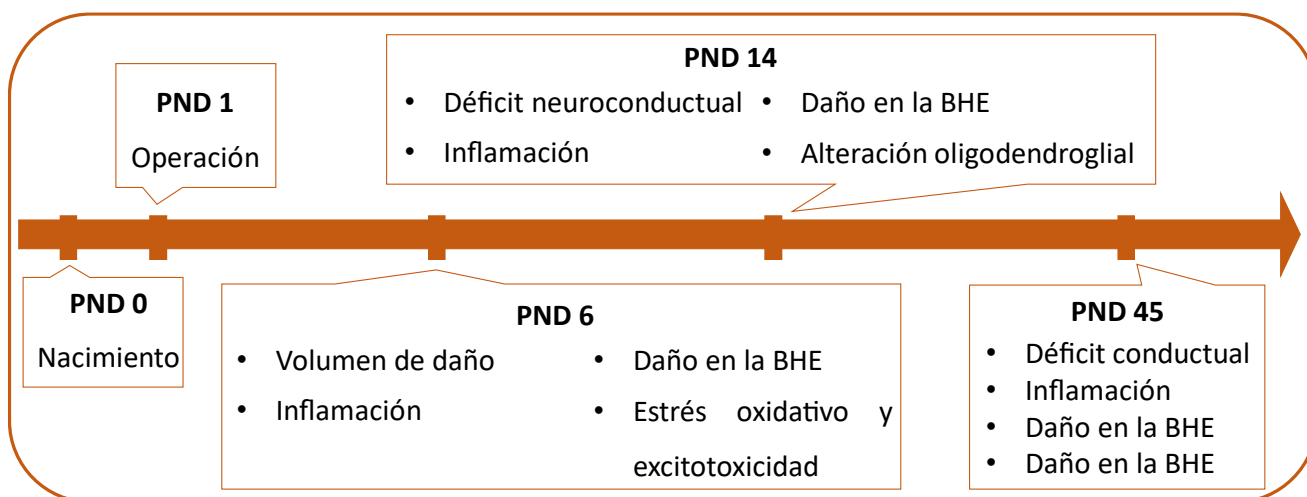 PND 1
Operación
PND 14
• Déficit neuroconductual
• Inflamación
• Daño en la BHE
• Alteración oligodendroglial
PND 0
Nacimiento
PND 6
• Volumen de daño
• Inflamación
• Daño en la BHE
• Estrés oxidativo y
excitotoxicidad
PND 45
• Déficit conductual
• Inflamación
• Daño en la BHE
• Daño en la BHE